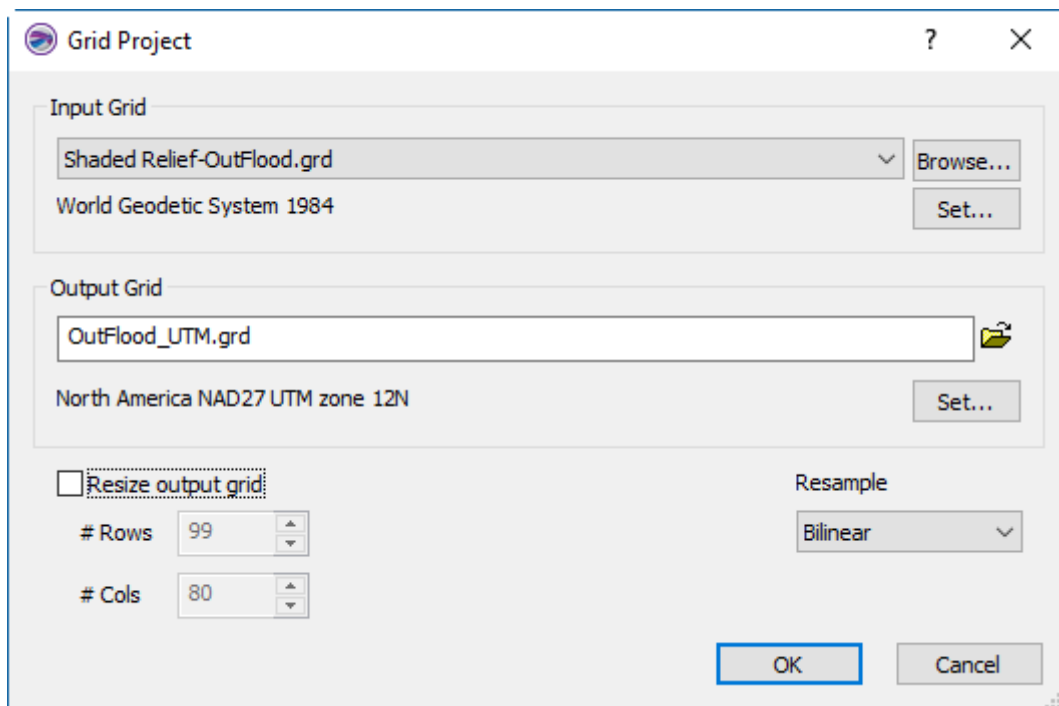 Grid Project
?
Input Grid
Shaded Relief-OutFlood.grd
Browse...
World Geodetic System 1984
Set...
Output Grid
OutFlood_UTM.grd
North America NAD27 UTM zone 12N
Set...
Resize output grid
Resample
# Rows 99
Bilinear
# Cols 80
OK
Cancel